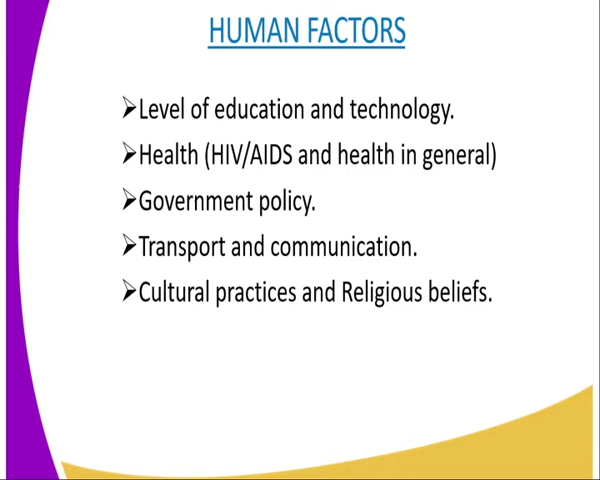 HUMAN FACTORS
➢Level of education and technology.
➢Health (HIV/AIDS and health in general)
➢Government policy.
➢Transport and communication.
➢Cultural practices and Religious beliefs.